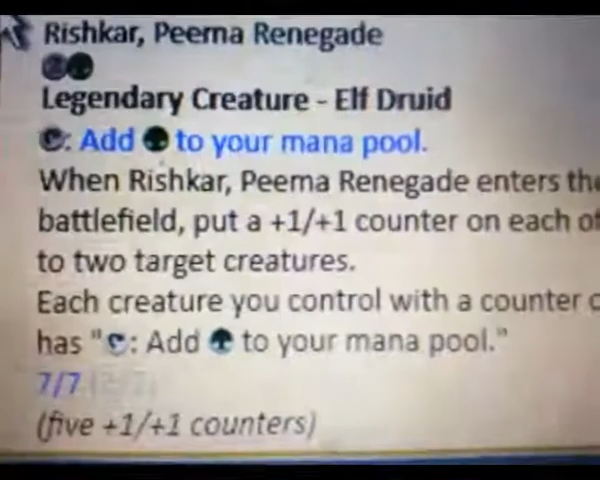 Rishkar, Peema Renegade
Legendary Creature - Elf Druid
: Add to your mana pool.
When Rishkar, Peema Renegade enters the
battlefield, put a +1/+1 counter on each of
to two target creatures.
Each creature you control with a counter
has " : Add to your mana pool."
7/7
(five +1/+1 counters)